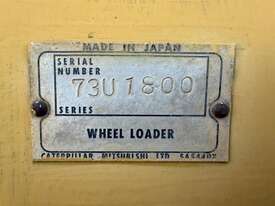 MADE IN JAPAN
SERIAL
NUMBER
73U1800
SERIES
WHEEL LOADER
CATERPILLAR MITSUBISHI LTD